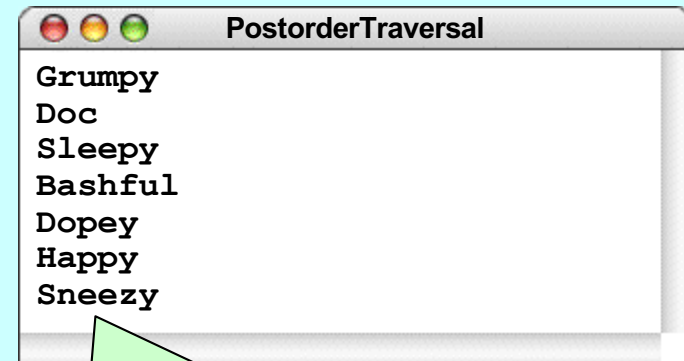 PostorderTraversal
Grumpy
Doc
Sleepy
Bashful
Dopey
Happy
Sneezy